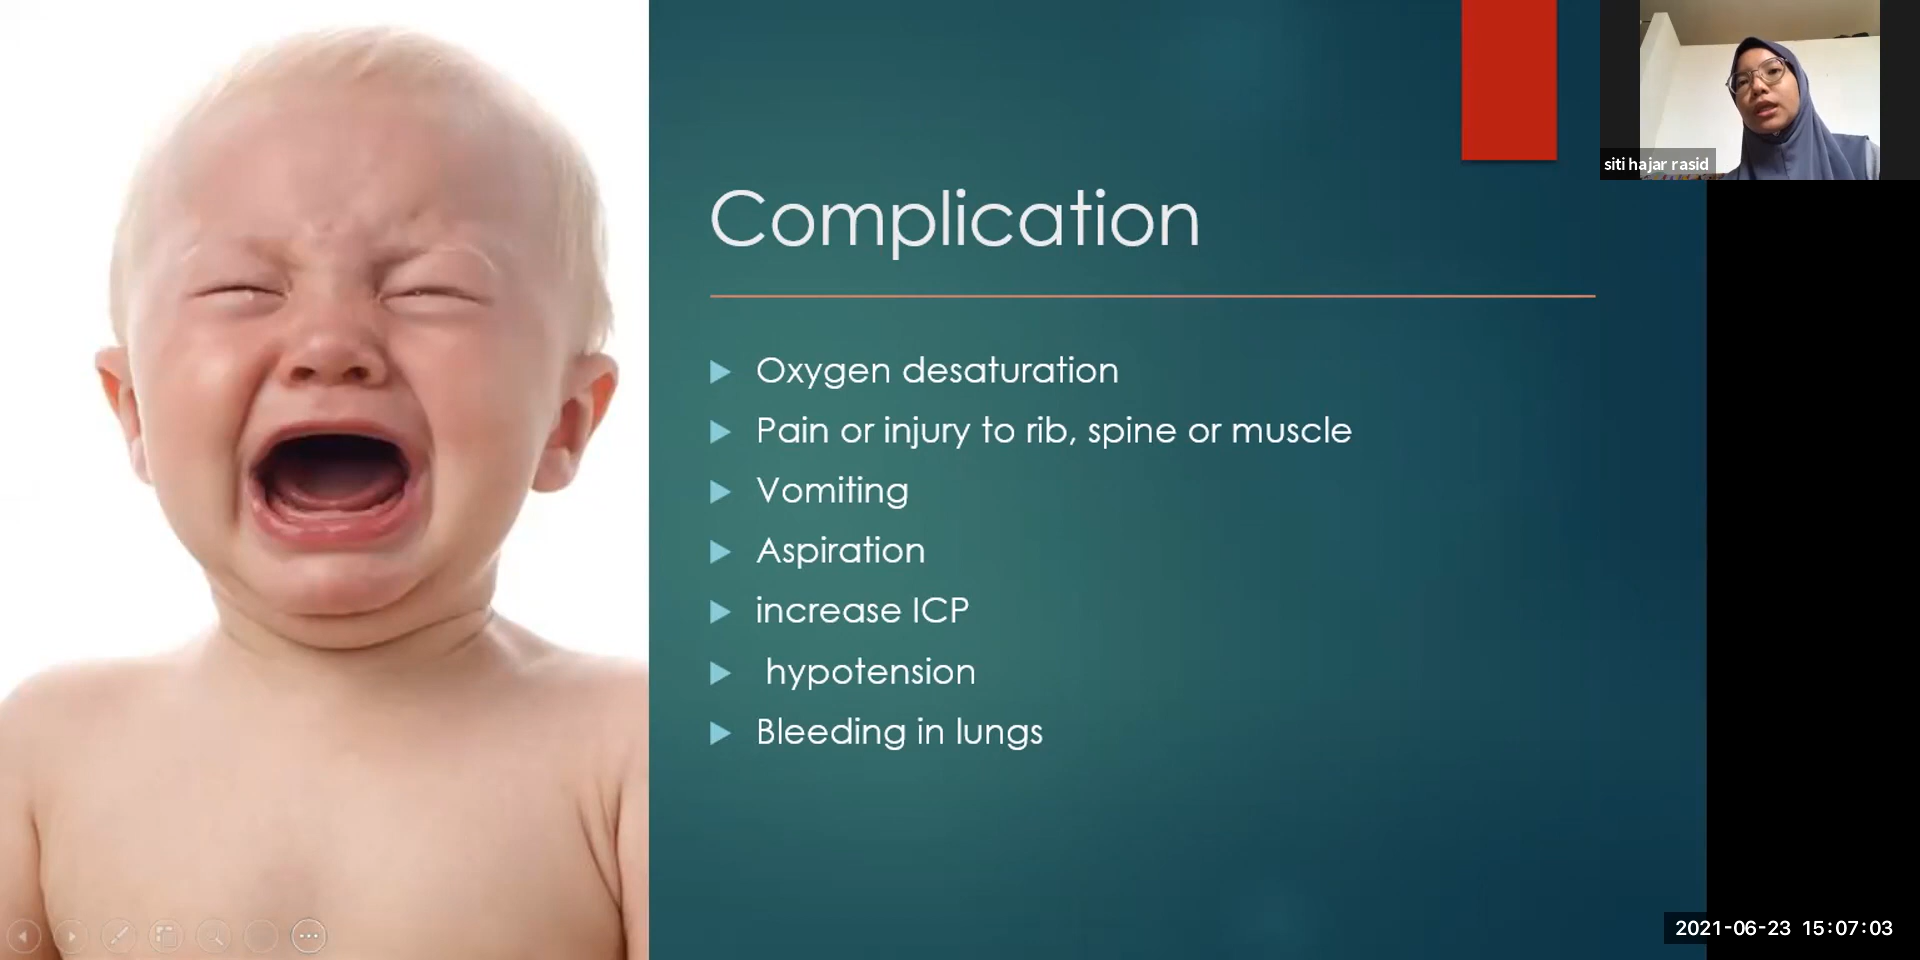 siti hajar rasid
Complication
Oxygen desaturation
Pain or injury to rib, spine or muscle
Vomiting
Aspiration
increase ICP
hypotension
Bleeding in lungs
2021-06-23 15:07:03